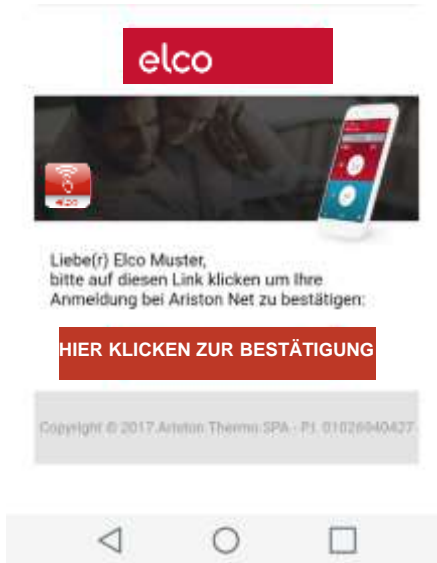 elco
elco
Liebe(r) Elco Muster,
bitte auf diesen Link klicken um Ihre
Anmeldung bei Ariston Net zu bestätigen:
HIER KLICKEN ZUR BESTÄTIGUNG
Copyright © 2017 Ariston Thermo SPA - P.I. 01026940427